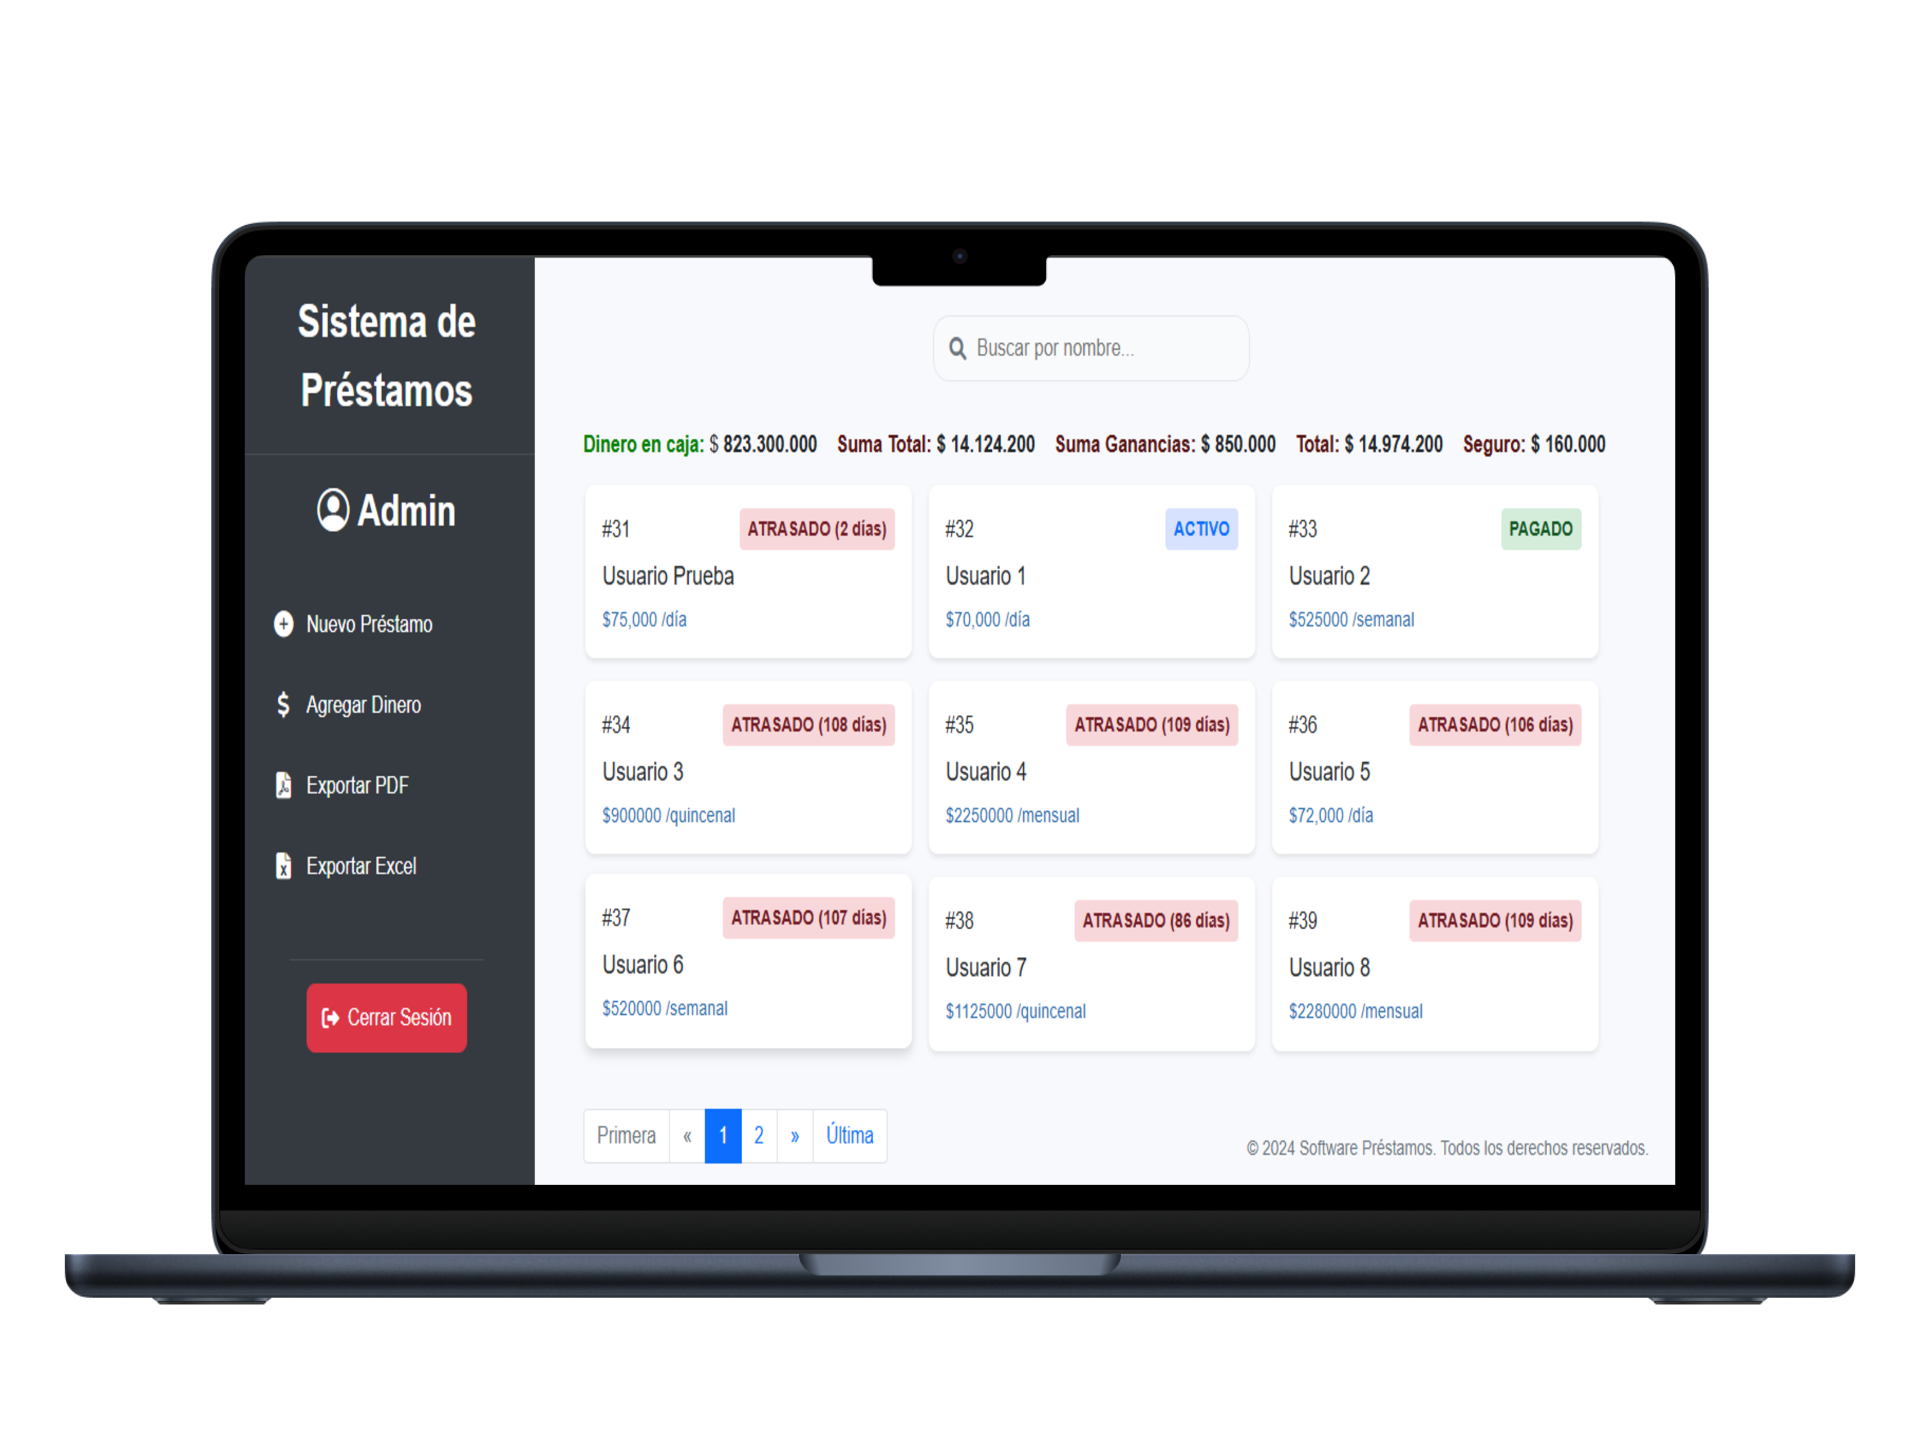 Sistema de
Préstamos
Admin
Nuevo Préstamo
Agregar Dinero
Exportar PDF
Exportar Excel
Cerrar Sesión
Buscar por nombre...
Dinero en caja: $ 823.300.000 Suma Total: $ 14.124.200 Suma Ganancias: $ 850.000 Total: $ 14.974.200 Seguro: $ 160.000
#31 ATRASADO (2 días)
Usuario Prueba
$75,000 /día
#32 ACTIVO
Usuario 1
$70,000 /día
#33 PAGADO
Usuario 2
$525000 /semanal
#34 ATRASADO (108 días)
Usuario 3
$900000 /quincenal
#35 ATRASADO (109 días)
Usuario 4
$2250000 /mensual
#36 ATRASADO (106 días)
Usuario 5
$72,000 /día
#37 ATRASADO (107 días)
Usuario 6
$520000 /semanal
#38 ATRASADO (86 días)
Usuario 7
$1125000 /quincenal
#39 ATRASADO (109 días)
Usuario 8
$2280000 /mensual
Primera « 1 2 » Última
© 2024 Software Préstamos. Todos los derechos reservados.